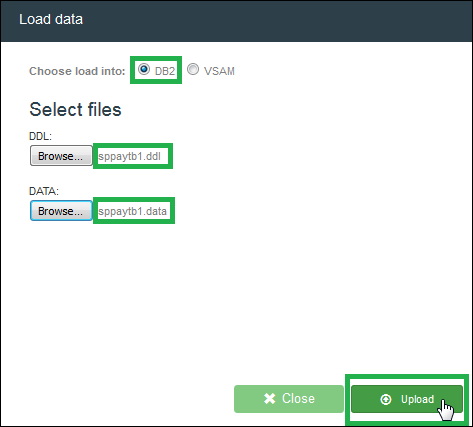 Load data
Choose load into: DB2 VSAM
Select files
DDL:
Browse... sppaytb1.ddl
DATA:
Browse... sppaytb1.data
Close Upload